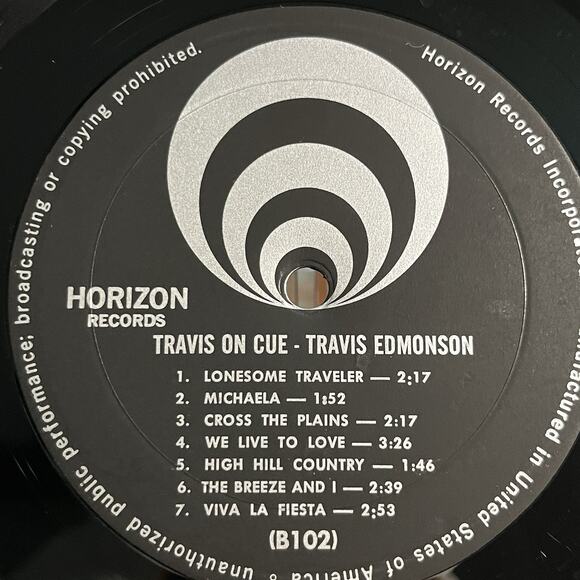 Horizon Records Incorporated
manufactured in United States of America
unauthorized public performance; broadcasting or copying prohibited.
HORIZON
RECORDS
TRAVIS ON CUE - TRAVIS EDMONSON
1. LONESOME TRAVELER — 2:17
2. MICHAELA — 1:52
3. CROSS THE PLAINS — 2:17
4. WE LIVE TO LOVE — 3:26
5. HIGH HILL COUNTRY — 1:46
6. THE BREEZE AND I — 2:39
7. VIVA LA FIESTA — 2:53
(B102)